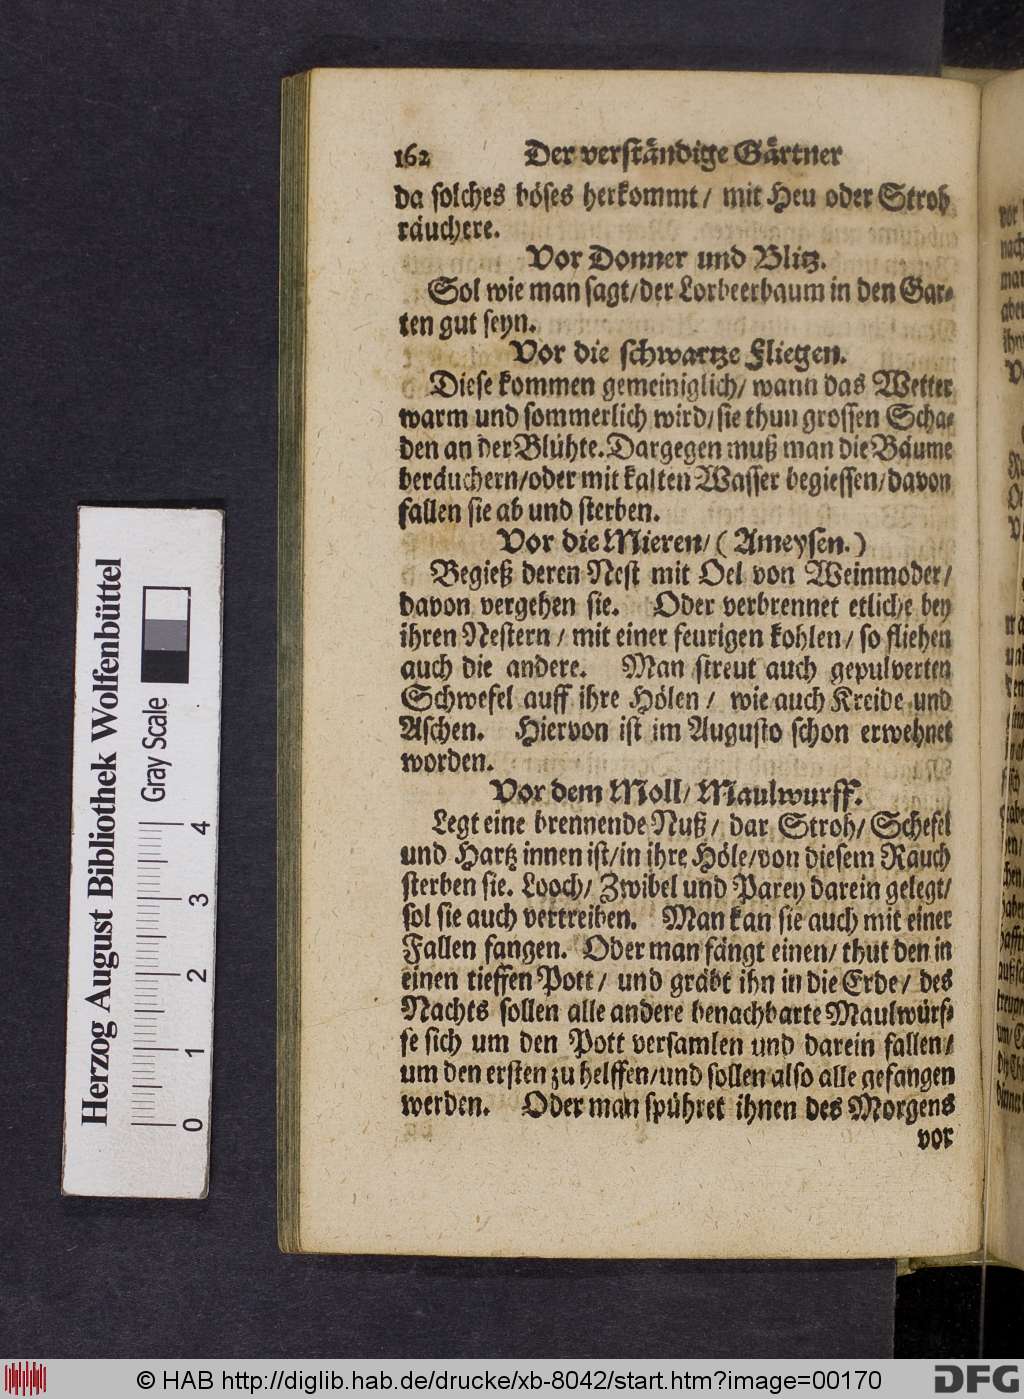 162 Der verständige Gärtner
da solches böses herkommt/ mit Heu oder Stroh
räuchere.
Vor Donner und Blitz.
Sol wie man sagt/der Lorbeerbaum in den Gar-
ten gut seyn.
Vor die schwartze Fliegen.
Diese kommen gemeiniglich/ wann das Wetter
warm und sommerlich wird/sie thun grossen Scha-
den an der Blühte. Dargegen muß man die Bäume
beräuchern/oder mit kalten Wasser begiessen/davon
fallen sie ab und sterben.
Vor die Mieren/ (Ameysen.)
Begieß deren Nest mit Oel von Weinmoder/
davon vergehen sie. Oder verbrennet etliche bey
ihren Nestern / mit einer feurigen kohlen/ so fliehen
auch die andere. Man streut auch gepulverten
Schwefel auff ihre Hölen / wie auch Kreide und
Aschen. Hiervon ist im Augusto schon erwehnet
worden.
Vor dem Moll/ Maulwurff.
Legt eine brennende Nuß/ dar Stroh/ Schefel
und Hartz innen ist/in ihre Höle/von diesem Rauch
sterben sie. Looch/ Zwibel und Parey darein gelegt/
sol sie auch vertreiben. Man kan sie auch mit einer
Fallen fangen. Oder man fängt einen/ thut den in
einen tieffen Pott/ und gräbt ihn in die Erde/ des
Nachts sollen alle andere benachbarte Maulwürf-
fe sich um den Pott versamlen und darein fallen/
um den ersten zu helffen/und sollen also alle gefangen
werden. Oder man spühret ihnen des Morgens
vor
Herzog August Bibliothek Wolfenbüttel
Gray Scale
0 1 2 3 4
© HAB http://diglib.hab.de/drucke/xb-8042/start.htm?image=00170
DFG